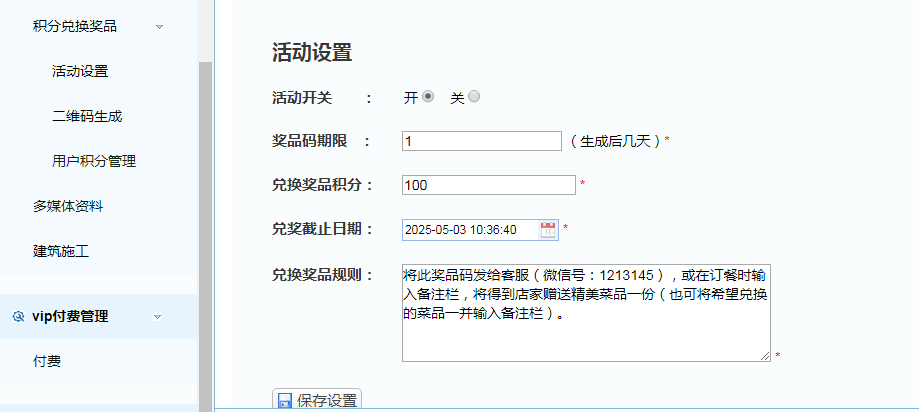 积分兑换奖品
活动设置
二维码生成
用户积分管理
多媒体资料
建筑施工
vip付费管理
付费
活动设置
活动开关 ： 开 关
奖品码期限 ： 1 （生成后几天）*
兑换奖品积分： 100 *
兑奖截止日期： 2025-05-03 10:36:40 *
兑换奖品规则： 将此奖品码发给客服（微信号：1213145），或在订餐时输
入备注栏，将得到店家赠送精美菜品一份（也可将希望兑换
的菜品一并输入备注栏）。
*
保存设置